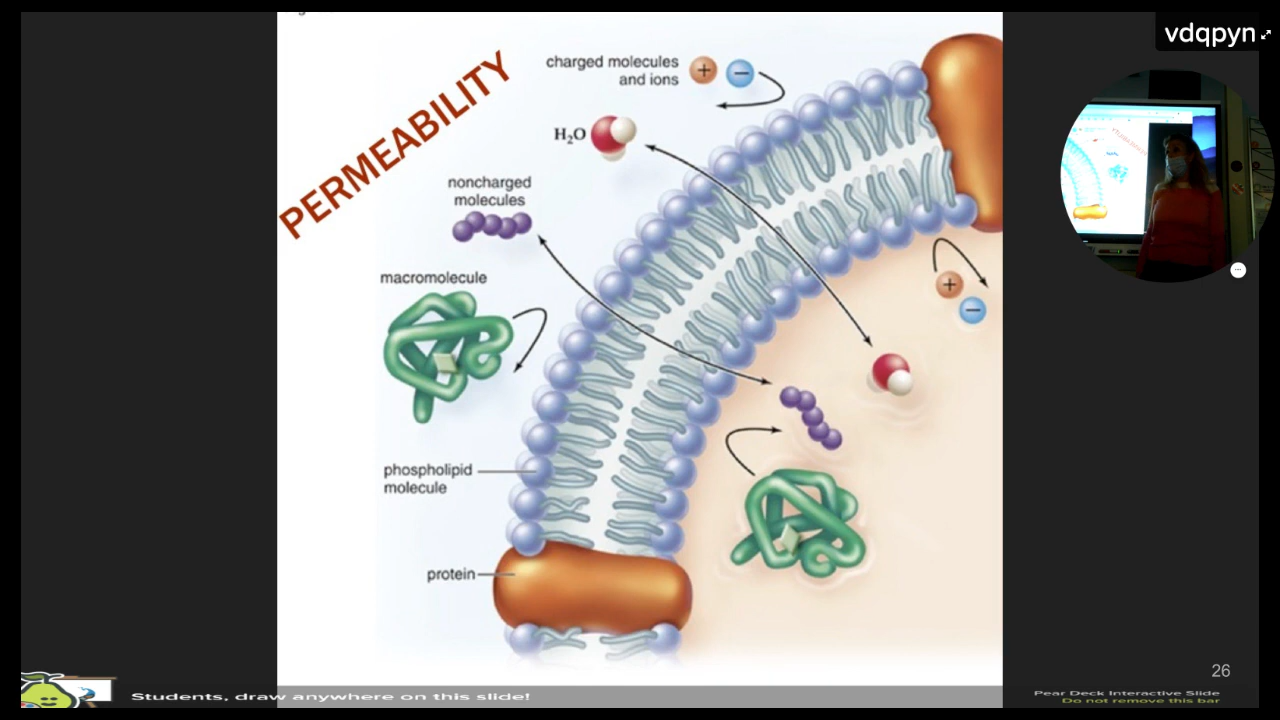 vdqpyn
PERMEABILITY
charged molecules
and ions
+
−
H₂O
noncharged
molecules
macromolecule
+
−
phospholipid
molecule
protein
26
Students, draw anywhere on this slide!
Pear Deck Interactive Slide
Do not remove this bar